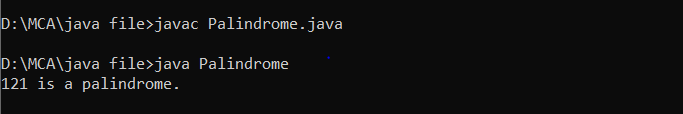 D:\MCA\java file>javac Palindrome.java
D:\MCA\java file>java Palindrome
121 is a palindrome.